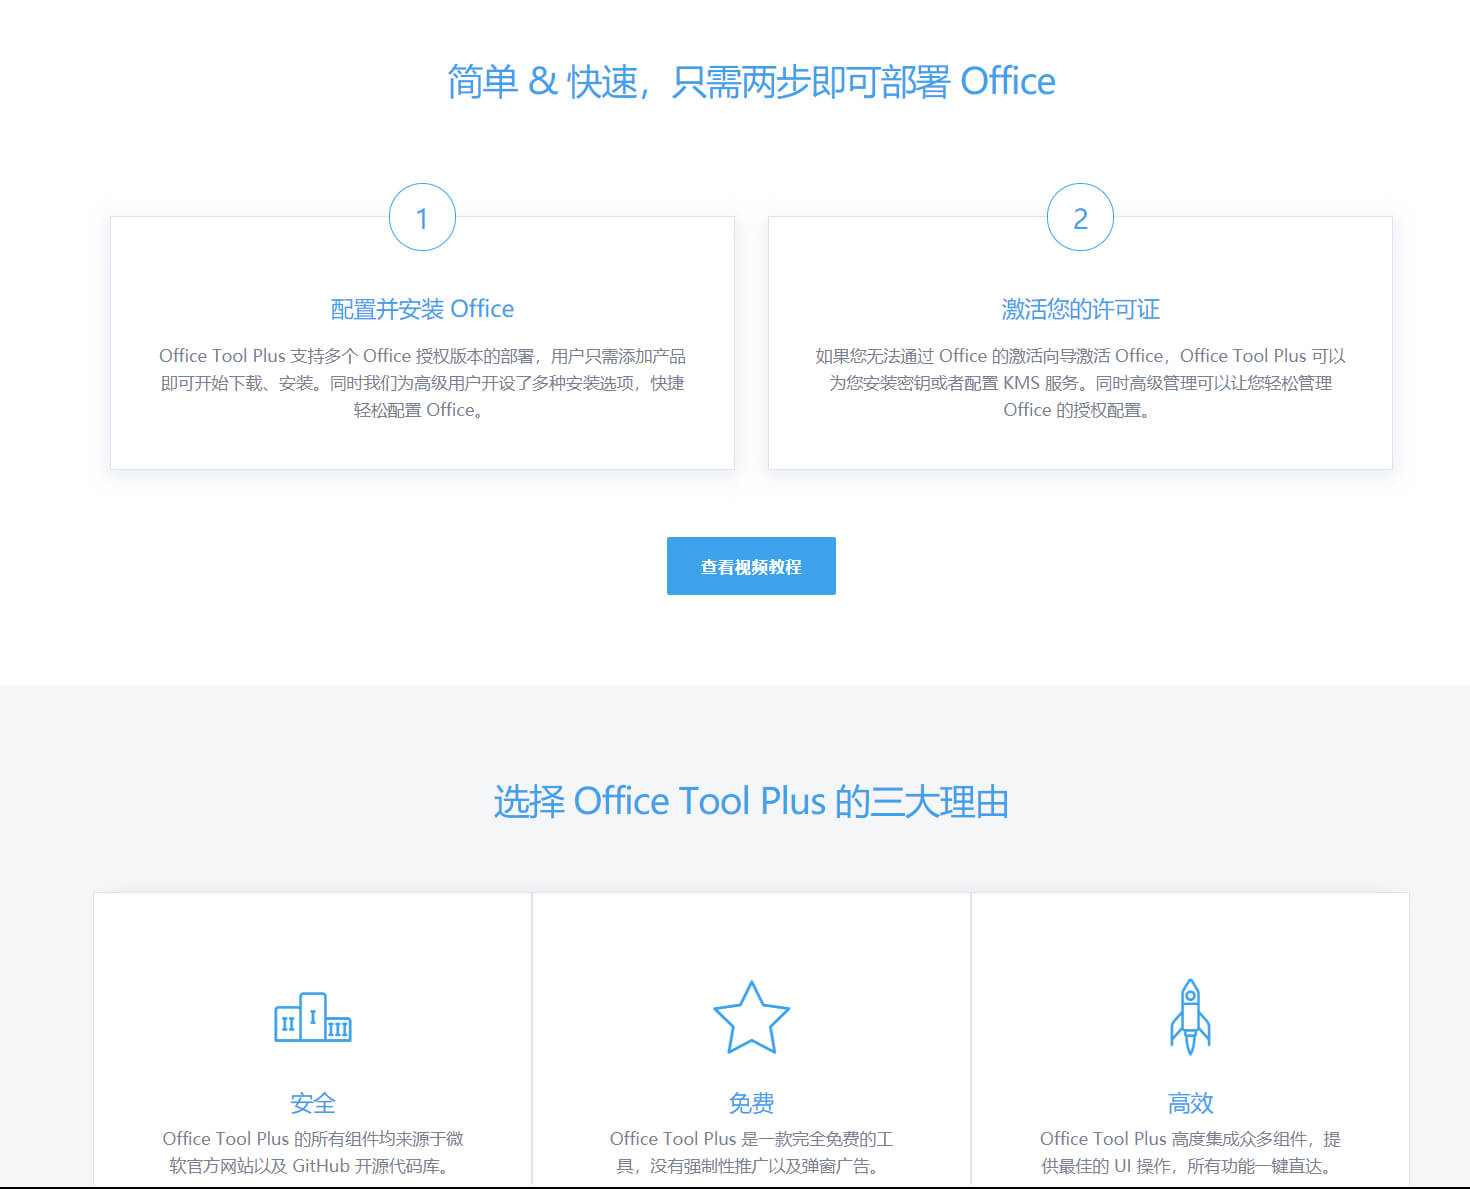 简单 & 快速，只需两步即可部署 Office
1
配置并安装 Office
Office Tool Plus 支持多个 Office 授权版本的部署，用户只需添加产品
即可开始下载、安装。同时我们为高级用户开设了多种安装选项，快捷
轻松配置 Office。
2
激活您的许可证
如果您无法通过 Office 的激活向导激活 Office，Office Tool Plus 可以
为您安装密钥或者配置 KMS 服务。同时高级管理可以让您轻松管理
Office 的授权配置。
查看视频教程
选择 Office Tool Plus 的三大理由
II I III
安全
Office Tool Plus 的所有组件均来源于微
软官方网站以及 GitHub 开源代码库。
免费
Office Tool Plus 是一款完全免费的工
具，没有强制性推广以及弹窗广告。
高效
Office Tool Plus 高度集成众多组件，提
供最佳的 UI 操作，所有功能一键直达。